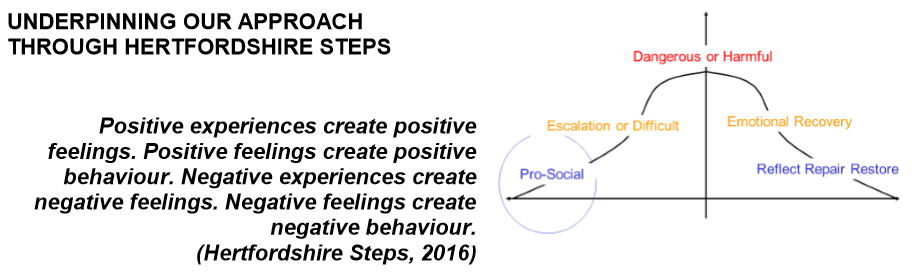 UNDERPINNING OUR APPROACH
THROUGH HERTFORDSHIRE STEPS
Positive experiences create positive
feelings. Positive feelings create positive
behaviour. Negative experiences create
negative feelings. Negative feelings create
negative behaviour.
(Hertfordshire Steps, 2016)
Dangerous or Harmful
Escalation or Difficult
Emotional Recovery
Pro-Social
Reflect Repair Restore